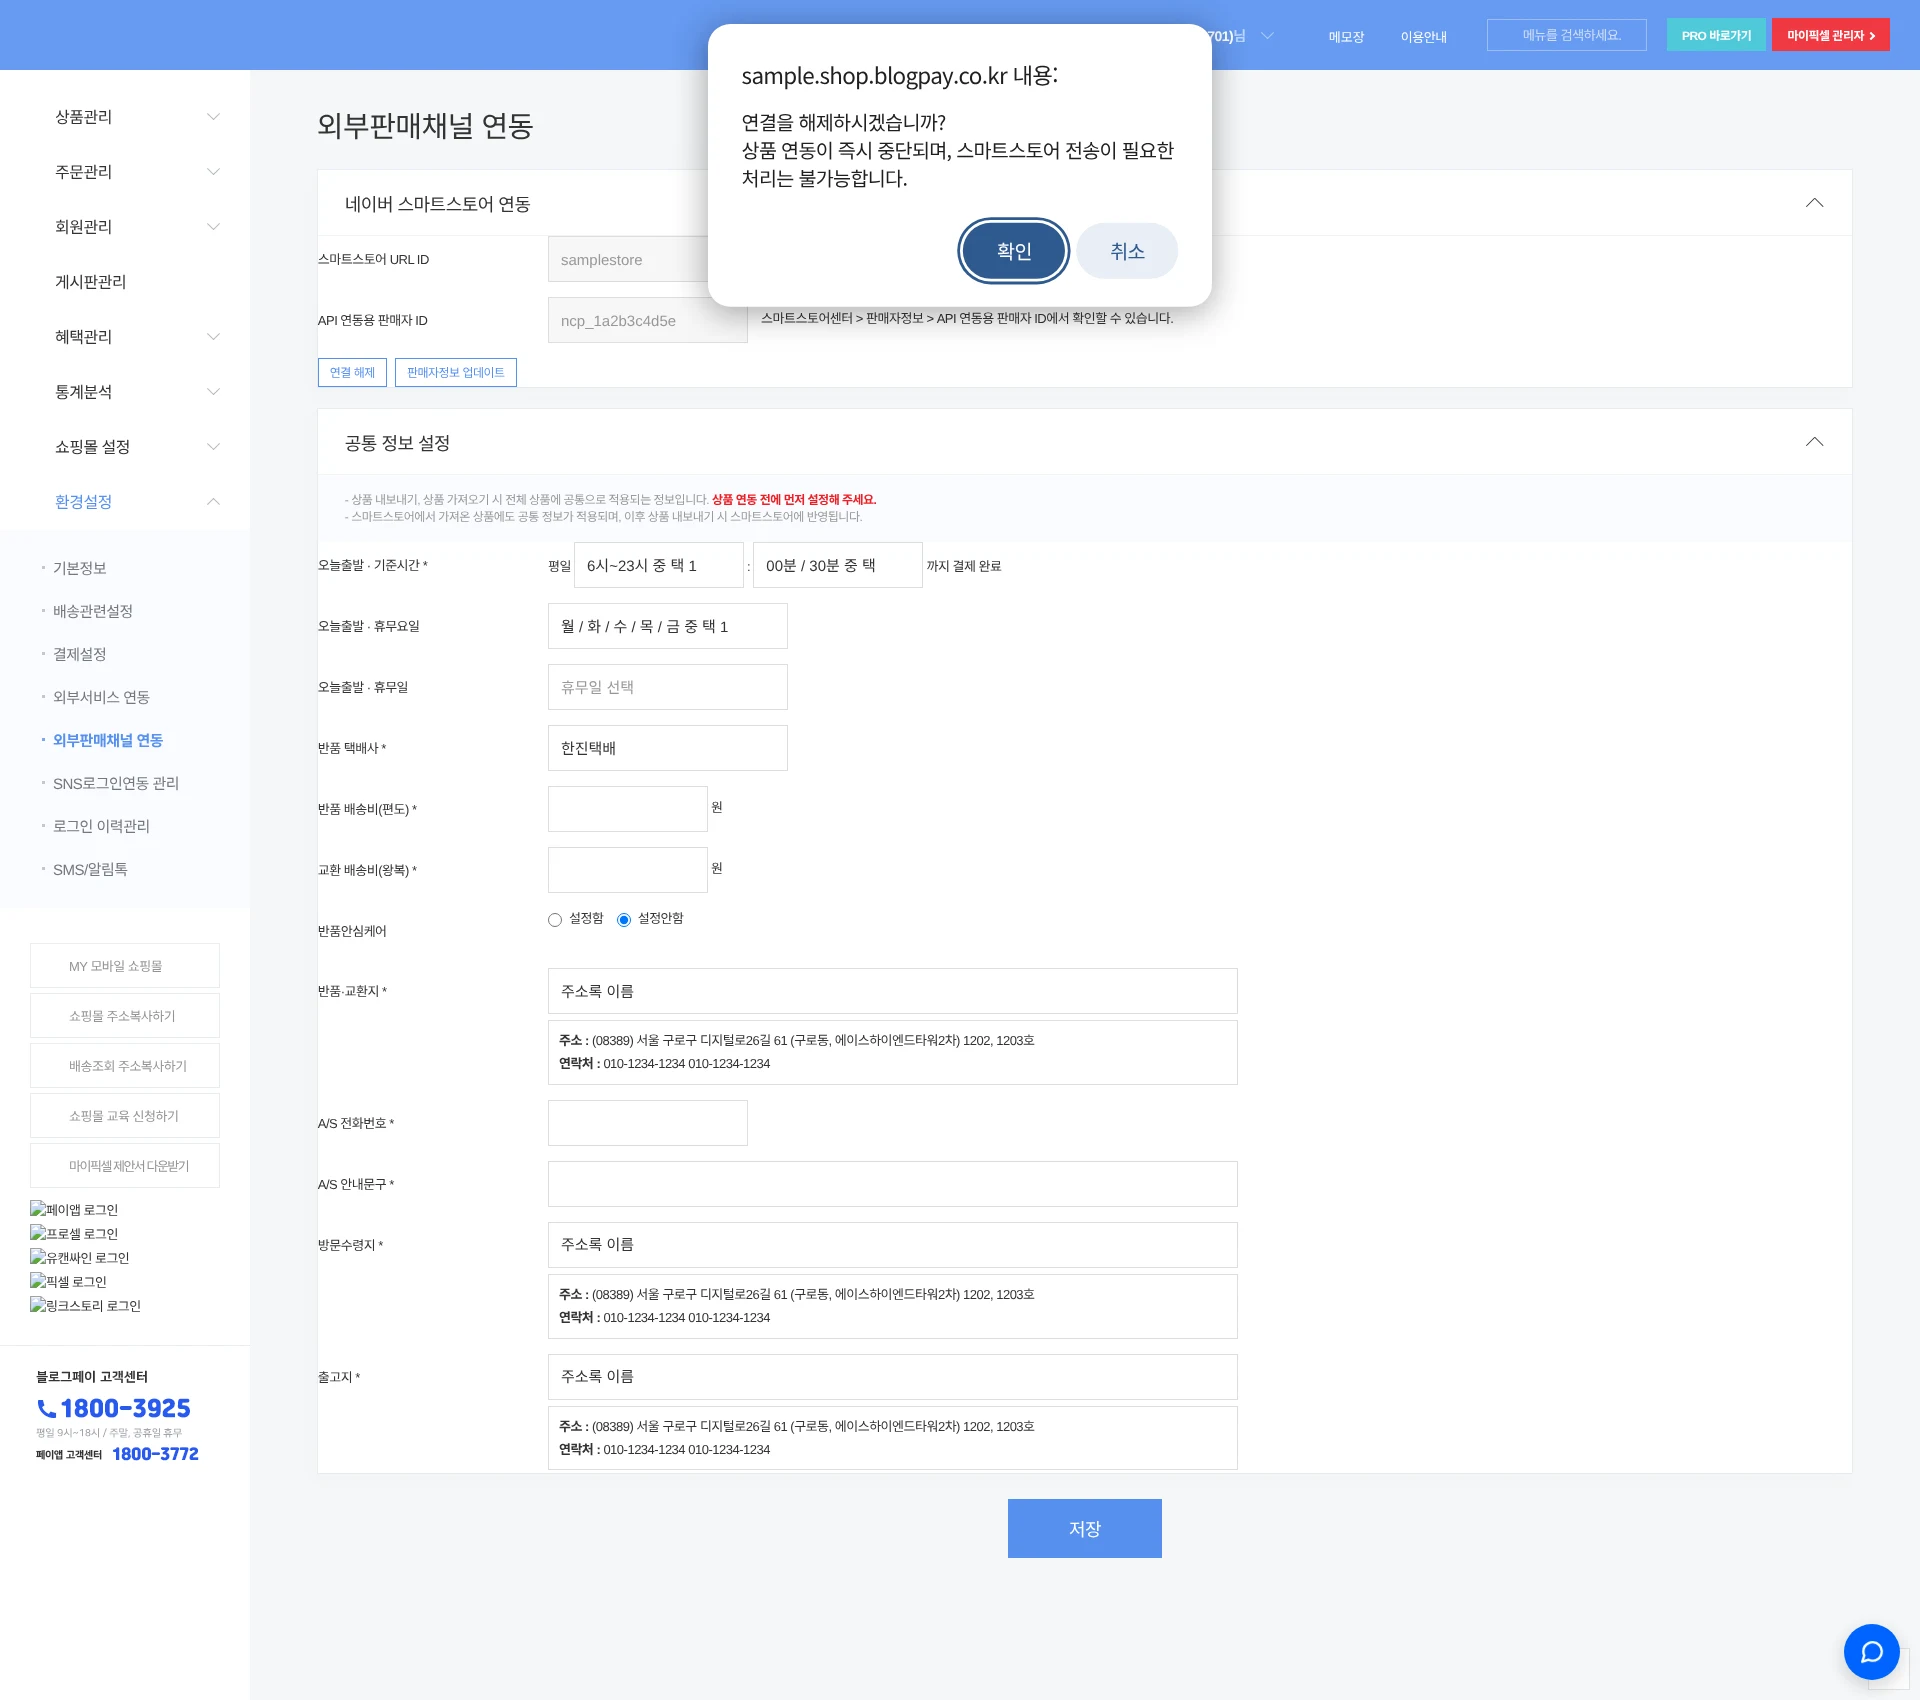 701)님
메모장
이용안내
메뉴를 검색하세요.
PRO 바로가기
마이픽셀 관리자
sample.shop.blogpay.co.kr 내용:
연결을 해제하시겠습니까?
상품 연동이 즉시 중단되며, 스마트스토어 전송이 필요한
처리는 불가능합니다.
확인
취소
상품관리
주문관리
회원관리
게시판관리
혜택관리
통계분석
쇼핑몰 설정
환경설정
기본정보
배송관련설정
결제설정
외부서비스 연동
외부판매채널 연동
SNS로그인연동 관리
로그인 이력관리
SMS/알림톡
MY 모바일 쇼핑몰
쇼핑몰 주소복사하기
배송조회 주소복사하기
쇼핑몰 교육 신청하기
마이픽셀 제안서 다운받기
페이앱 로그인
프로셀 로그인
유캔싸인 로그인
픽셀 로그인
링크스토리 로그인
블로그페이 고객센터
1800-3925
평일 9시~18시 / 주말, 공휴일 휴무
페이앱 고객센터 1800-3772
외부판매채널 연동
네이버 스마트스토어 연동
스마트스토어 URL ID
samplestore
API 연동용 판매자 ID
ncp_1a2b3c4d5e
스마트스토어센터 > 판매자정보 > API 연동용 판매자 ID에서 확인할 수 있습니다.
연결 해제
판매자정보 업데이트
공통 정보 설정
- 상품 내보내기, 상품 가져오기 시 전체 상품에 공통으로 적용되는 정보입니다. 상품 연동 전에 먼저 설정해 주세요.
- 스마트스토어에서 가져온 상품에도 공통 정보가 적용되며, 이후 상품 내보내기 시 스마트스토어에 반영됩니다.
오늘출발 · 기준시간 *
평일 6시~23시 중 택 1 : 00분 / 30분 중 택 까지 결제 완료
오늘출발 · 휴무요일
월 / 화 / 수 / 목 / 금 중 택 1
오늘출발 · 휴무일
휴무일 선택
반품 택배사 *
한진택배
반품 배송비(편도) *
원
교환 배송비(왕복) *
원
반품안심케어
설정함 설정안함
반품·교환지 *
주소록 이름
주소 : (08389) 서울 구로구 디지털로26길 61 (구로동, 에이스하이엔드타워2차) 1202, 1203호
연락처 : 010-1234-1234 010-1234-1234
A/S 전화번호 *
A/S 안내문구 *
방문수령지 *
주소록 이름
주소 : (08389) 서울 구로구 디지털로26길 61 (구로동, 에이스하이엔드타워2차) 1202, 1203호
연락처 : 010-1234-1234 010-1234-1234
출고지 *
주소록 이름
주소 : (08389) 서울 구로구 디지털로26길 61 (구로동, 에이스하이엔드타워2차) 1202, 1203호
연락처 : 010-1234-1234 010-1234-1234
저장